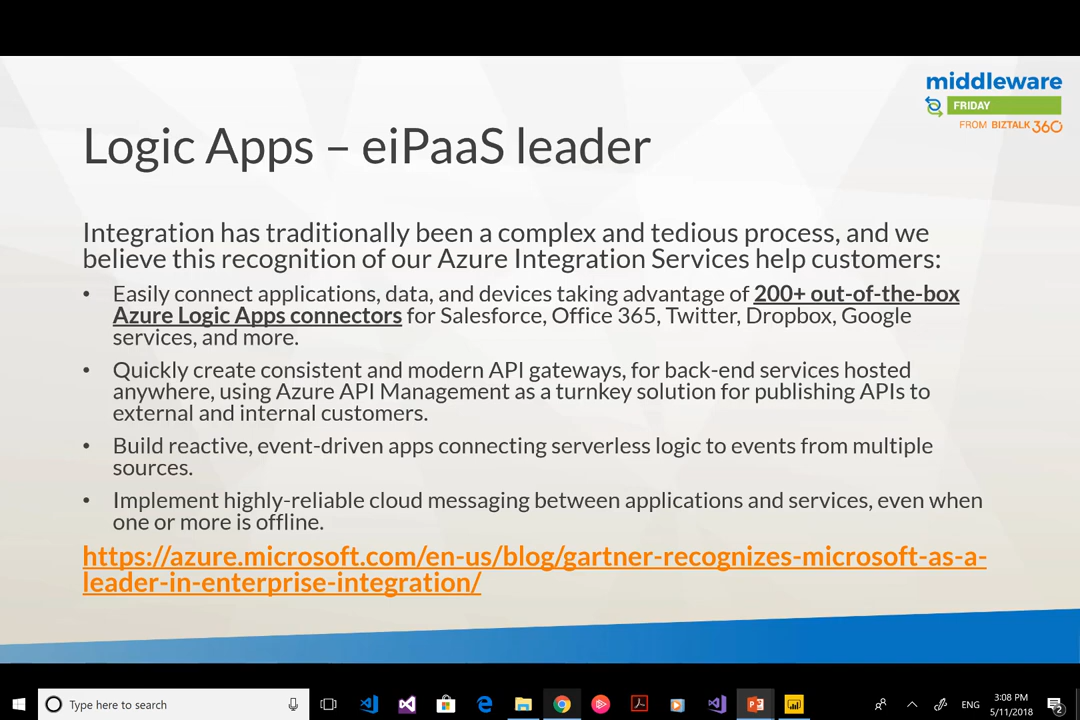 middleware
FRIDAY
FROM BIZTALK360
Logic Apps – eiPaaS leader
Integration has traditionally been a complex and tedious process, and we
believe this recognition of our Azure Integration Services help customers:
• Easily connect applications, data, and devices taking advantage of 200+ out-of-the-box
Azure Logic Apps connectors for Salesforce, Office 365, Twitter, Dropbox, Google
services, and more.
• Quickly create consistent and modern API gateways, for back-end services hosted
anywhere, using Azure API Management as a turnkey solution for publishing APIs to
external and internal customers.
• Build reactive, event-driven apps connecting serverless logic to events from multiple
sources.
• Implement highly-reliable cloud messaging between applications and services, even when
one or more is offline.
https://azure.microsoft.com/en-us/blog/gartner-recognizes-microsoft-as-a-
leader-in-enterprise-integration/
Type here to search
ENG
3:08 PM
5/11/2018
2